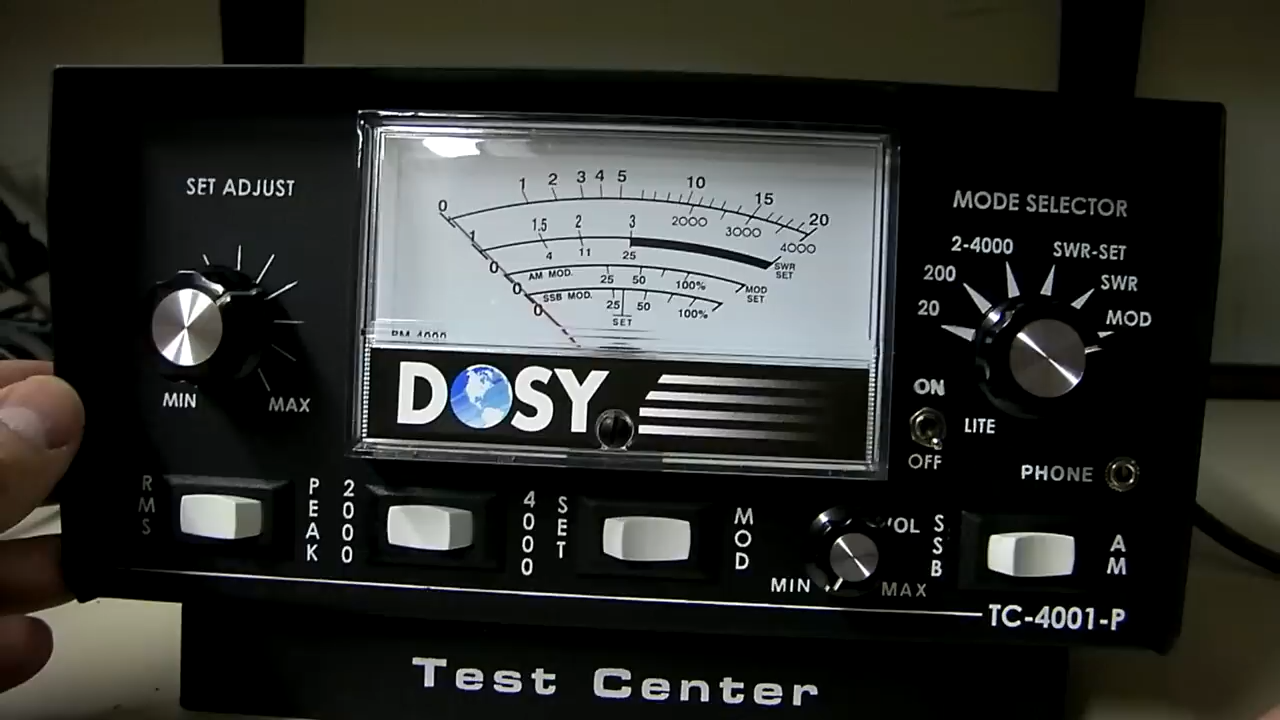 SET ADJUST
MIN
MAX
0 1 2 3 4 5 10 15 20
2000 3000 4000
1 1.5 2 3
SWR
SET
4 11 25
0 AM MOD. 25 50 100%
MOD
SET
0 SSB MOD. 25 50 100%
SET
0
DOSY
MODE SELECTOR
2-4000 SWR-SET
200 SWR
20 MOD
ON
OFF
LITE
PHONE
RMS
PEAK
2000
4000
SET
MOD
VOL
MIN
MAX
SSB
AM
TC-4001-P
Test Center